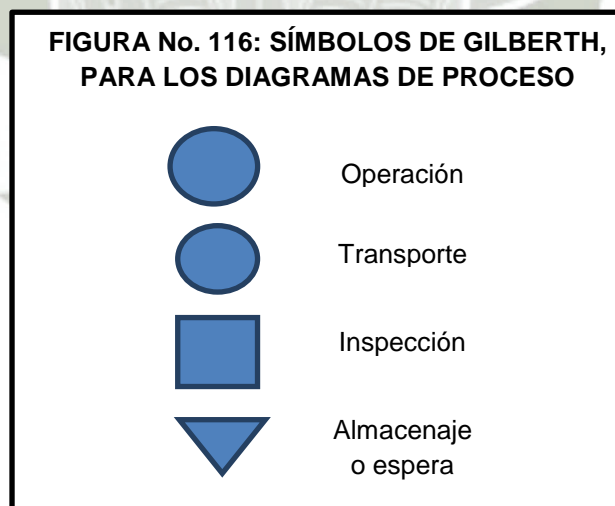 FIGURA No. 116: SÍMBOLOS DE GILBERTH,
PARA LOS DIAGRAMAS DE PROCESO
Operación
Transporte
Inspección
Almacenaje
o espera